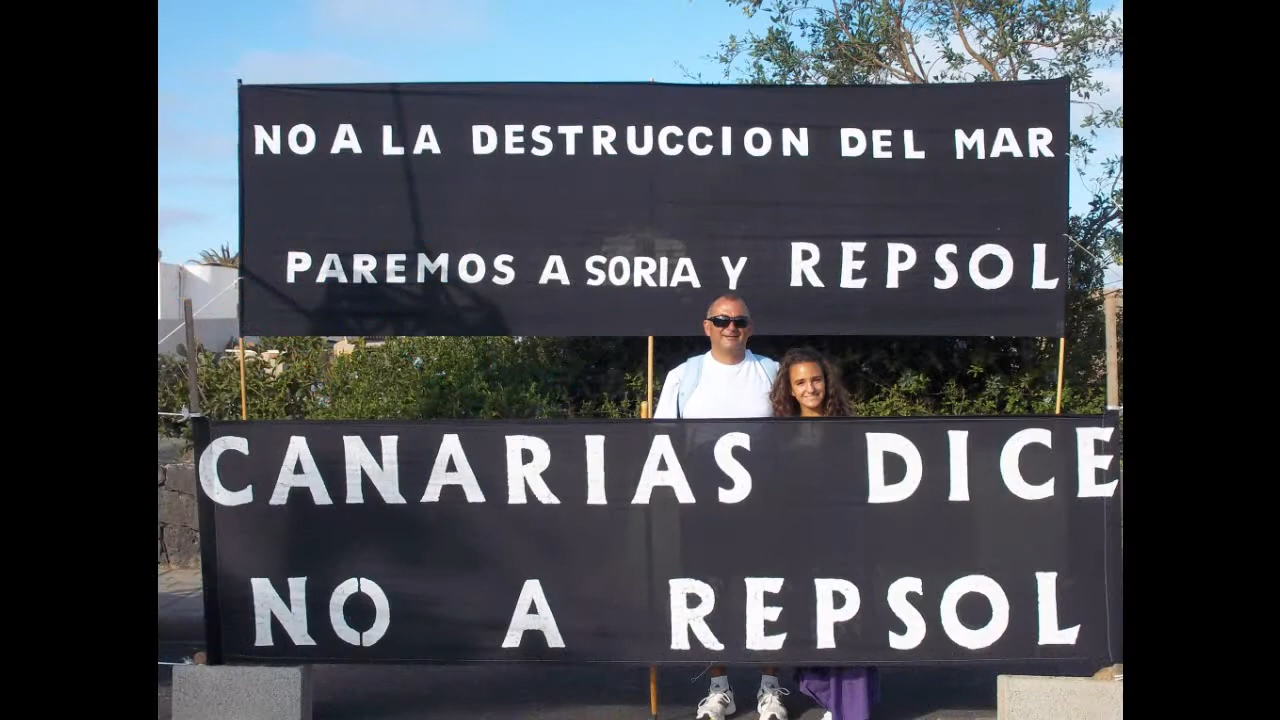 NO A LA DESTRUCCION DEL MAR
PAREMOS A SORIA Y REPSOL
CANARIAS DICE
NO A REPSOL